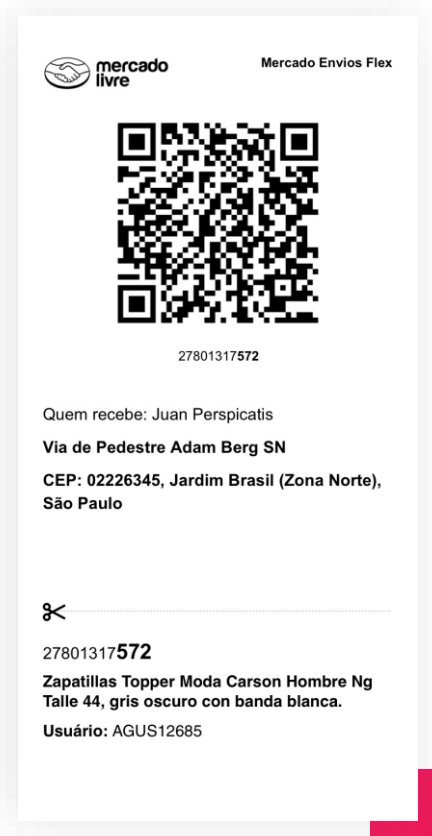 mercado
livre
Mercado Envios Flex
27801317572
Quem recebe: Juan Perspicatis
Via de Pedestre Adam Berg SN
CEP: 02226345, Jardim Brasil (Zona Norte),
São Paulo
27801317572
Zapatillas Topper Moda Carson Hombre Ng
Talle 44, gris oscuro con banda blanca.
Usuário: AGUS12685